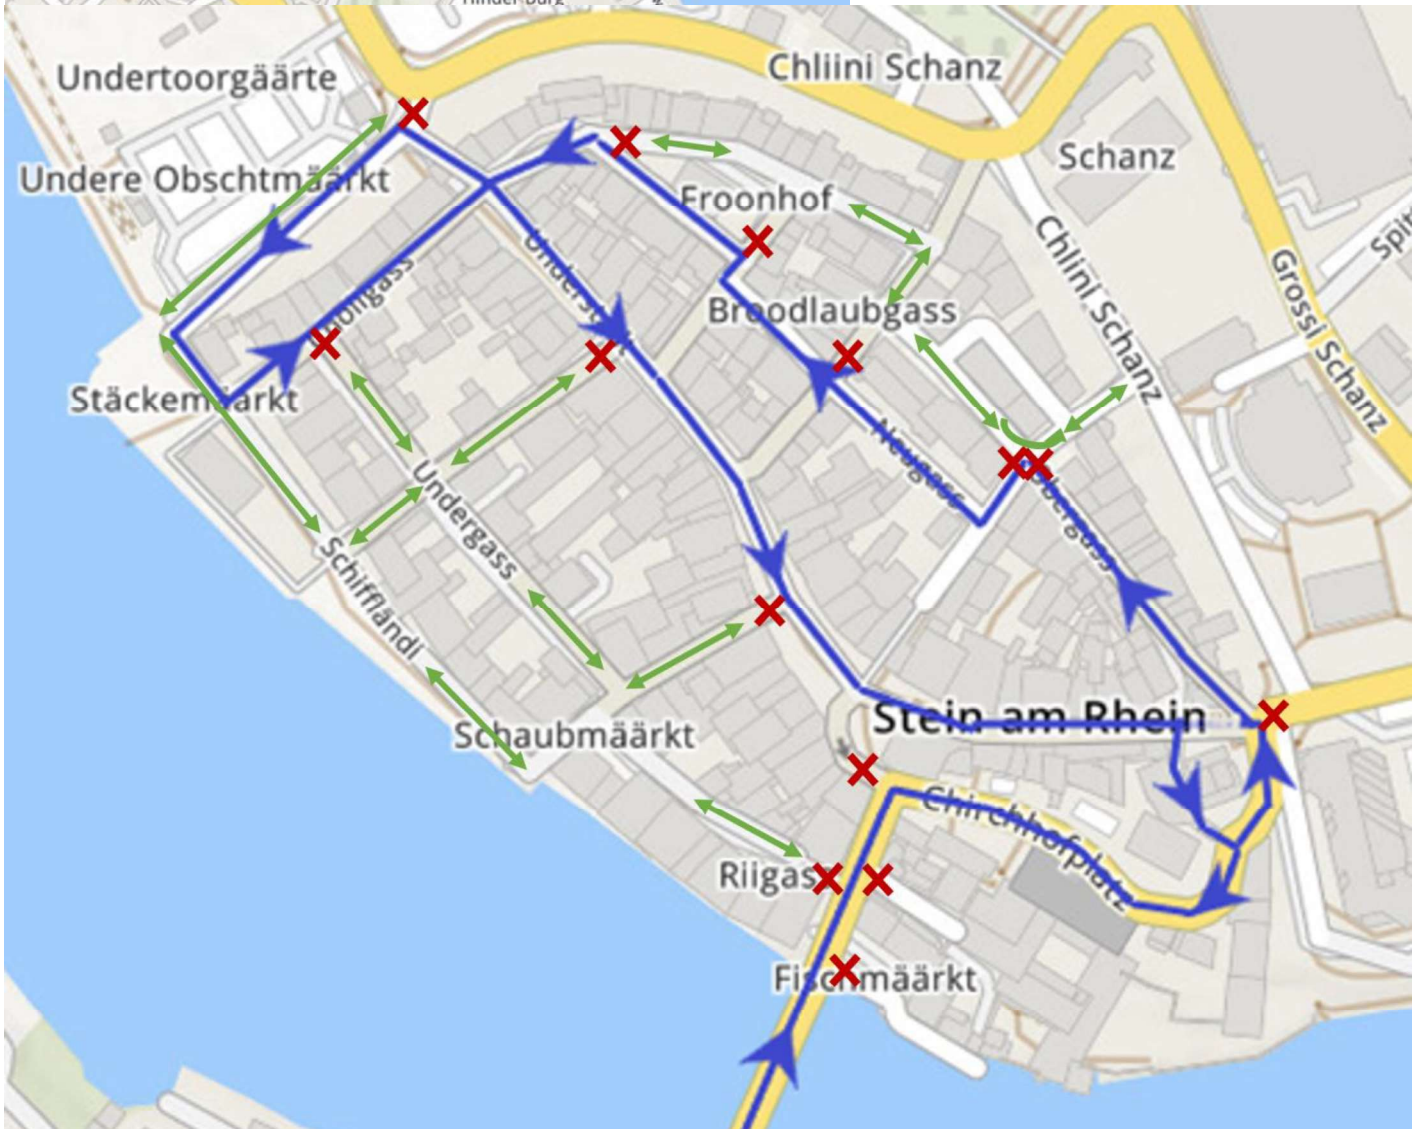 Chliini Schanz
Undertoorgäärte
Schanz
Undere Obschtmäärkt
Froonhof
Chlini Schanz
Grossi Schanz
Broodlaubgass
Stäckemäärkt
Neugass
Obergass
Undergass
Schiffländi
Stein am Rhein
Schaubmäärkt
Chirchhofplatz
Riigass
Fischmäärkt